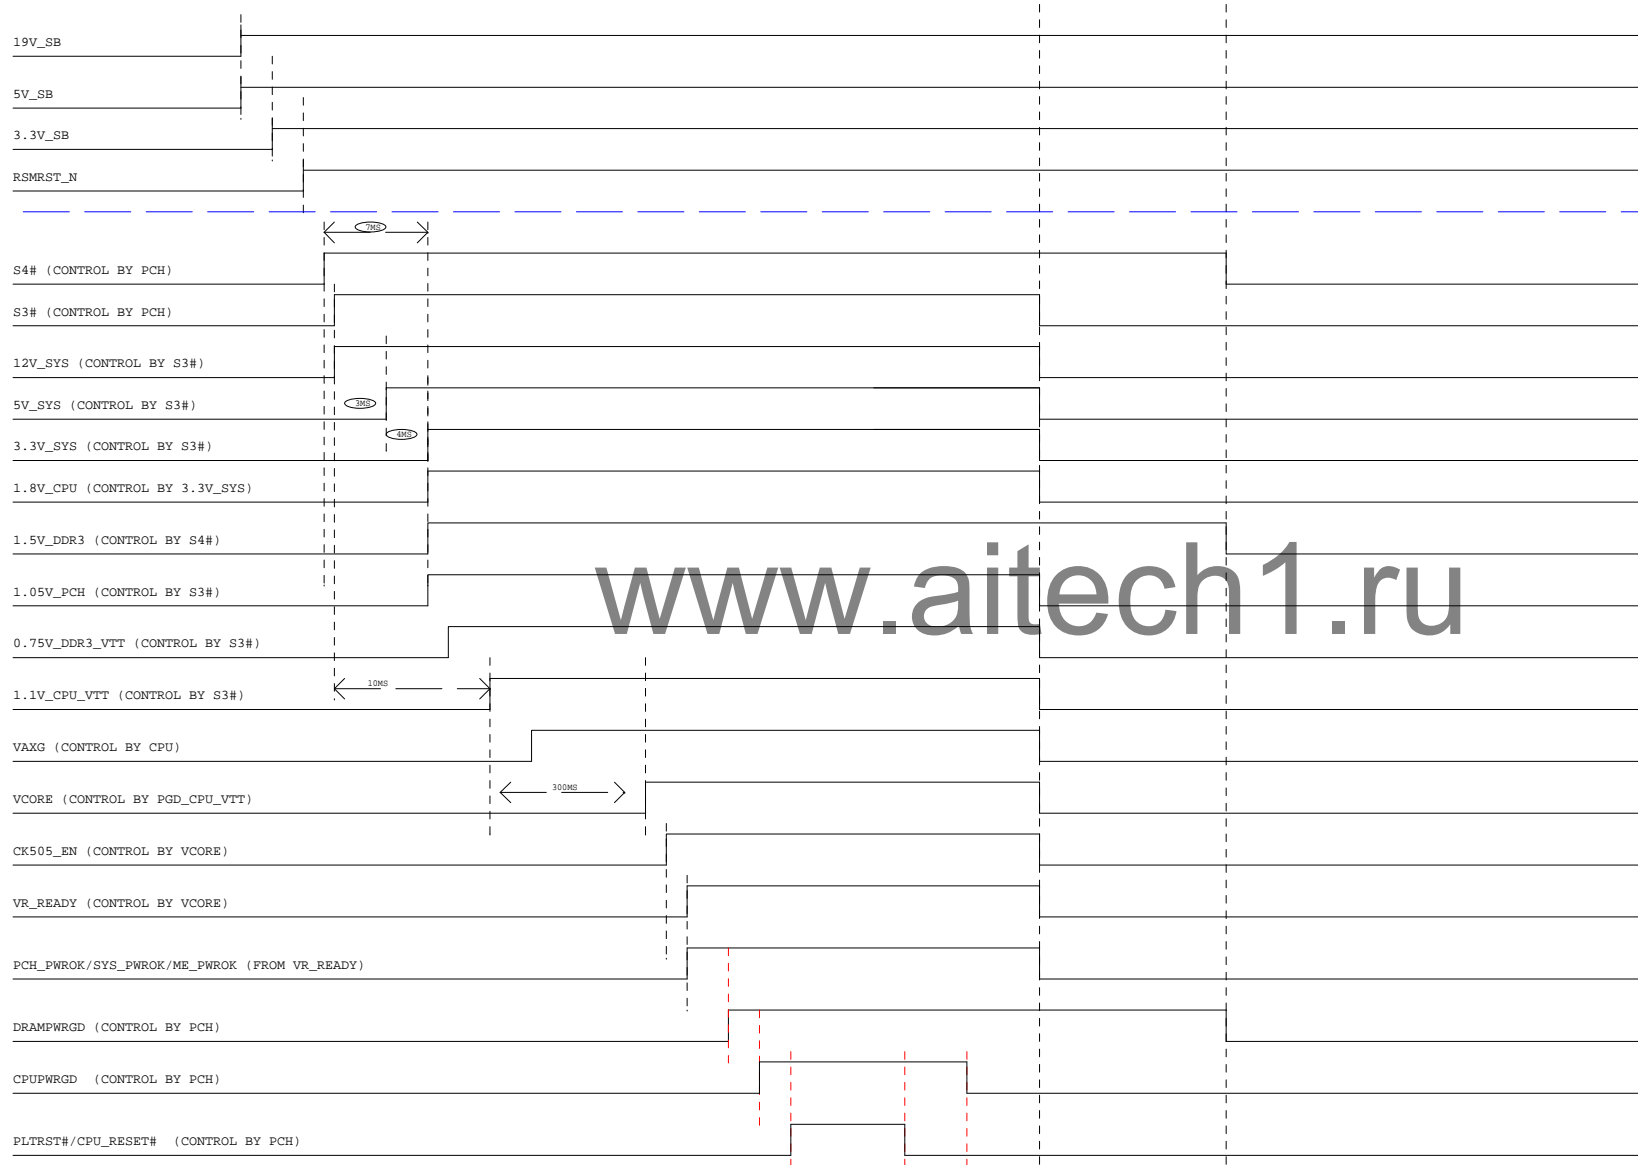 19V_SB
5V_SB
3.3V_SB
RSMRST_N
7MS
S4# (CONTROL BY PCH)
S3# (CONTROL BY PCH)
12V_SYS (CONTROL BY S3#)
5V_SYS (CONTROL BY S3#)
3MS
4MS
3.3V_SYS (CONTROL BY S3#)
1.8V_CPU (CONTROL BY 3.3V_SYS)
1.5V_DDR3 (CONTROL BY S4#)
www.aitech1.ru
1.05V_PCH (CONTROL BY S3#)
0.75V_DDR3_VTT (CONTROL BY S3#)
10MS
1.1V_CPU_VTT (CONTROL BY S3#)
VAXG (CONTROL BY CPU)
300MS
VCORE (CONTROL BY PGD_CPU_VTT)
CK505_EN (CONTROL BY VCORE)
VR_READY (CONTROL BY VCORE)
PCH_PWROK/SYS_PWROK/ME_PWROK (FROM VR_READY)
DRAMPWRGD (CONTROL BY PCH)
CPUPWRGD (CONTROL BY PCH)
PLTRST#/CPU_RESET# (CONTROL BY PCH)